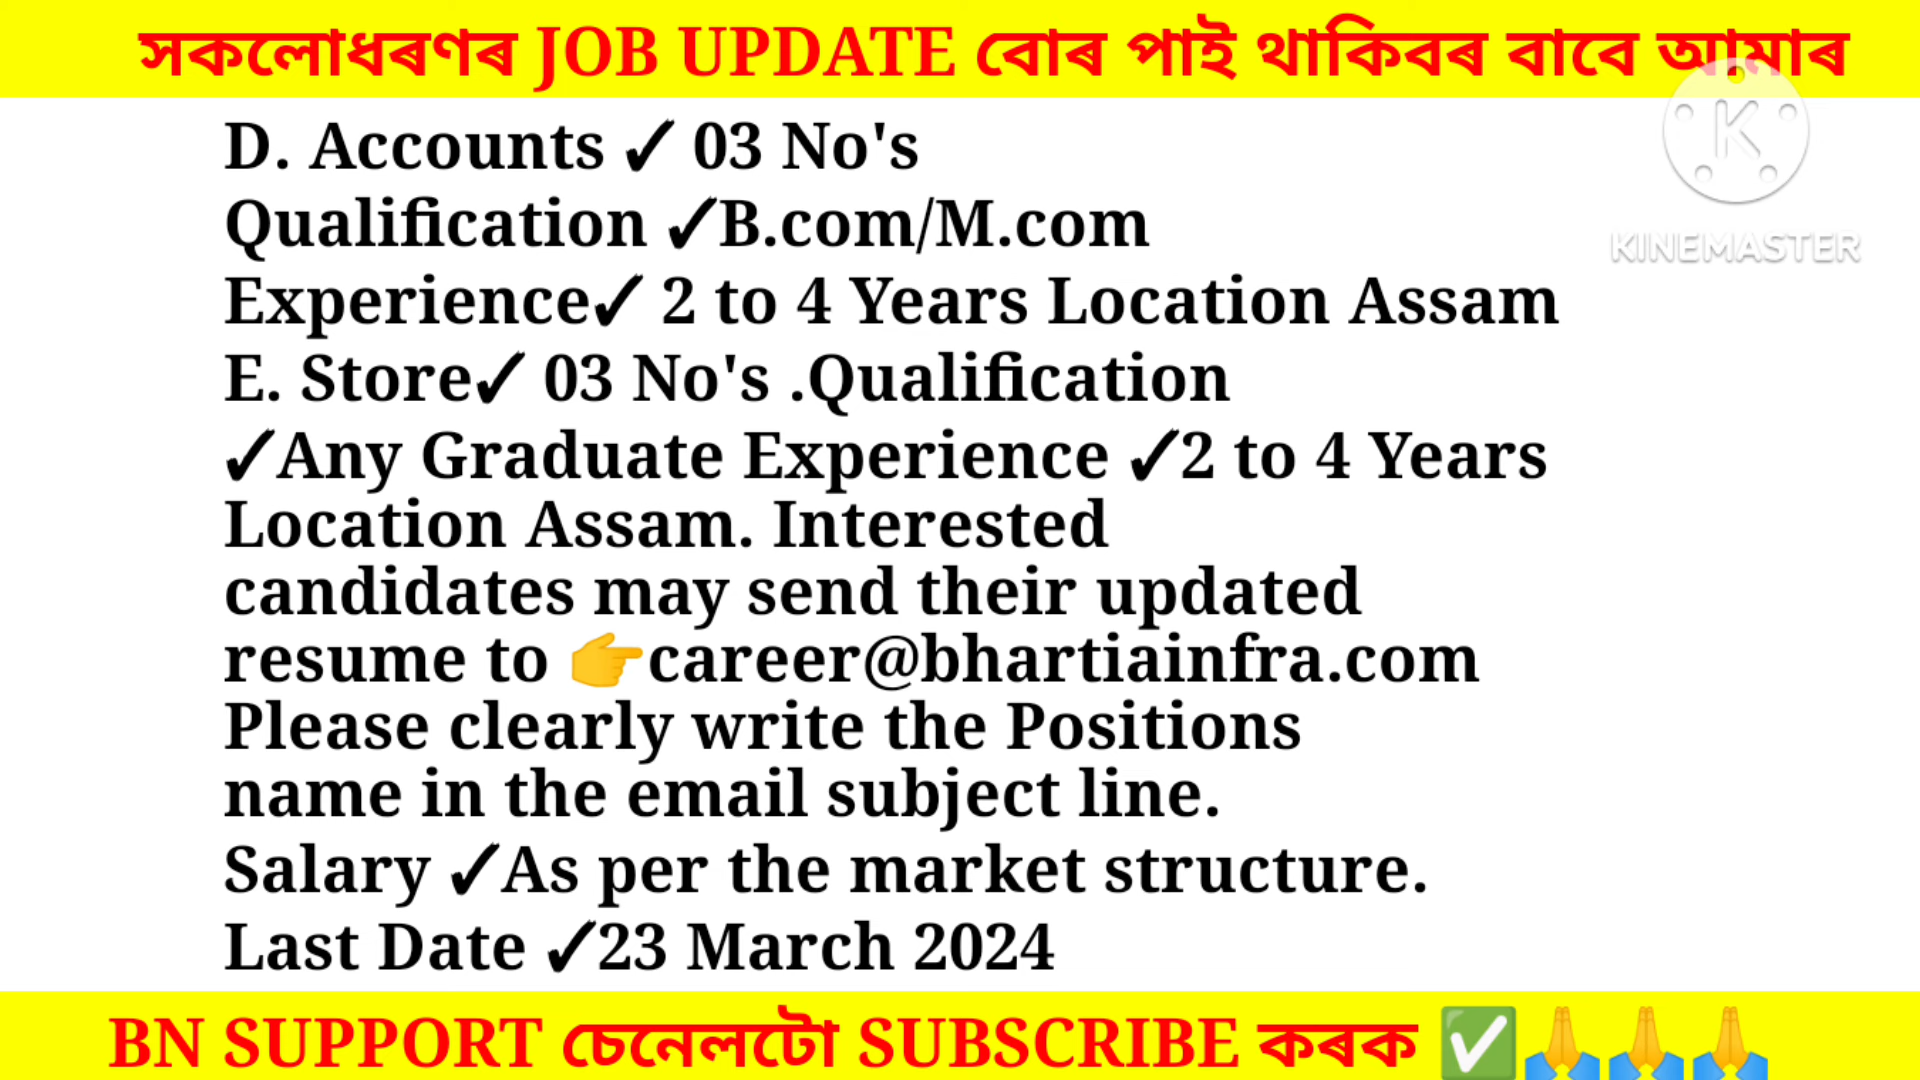 সকলোধৰণৰ JOB UPDATE বোৰ পাই থাকিবৰ বাবে আমাৰ
D. Accounts ✓ 03 No's
Qualification ✓B.com/M.com
Experience✓ 2 to 4 Years Location Assam
E. Store✓ 03 No's .Qualification
✓Any Graduate Experience ✓2 to 4 Years
Location Assam. Interested
candidates may send their updated
resume to 👉career@bhartiainfra.com
Please clearly write the Positions
name in the email subject line.
Salary ✓As per the market structure.
Last Date ✓23 March 2024
BN SUPPORT চেনেলটো SUBSCRIBE কৰক ✅🙏🙏🙏
K
KINEMASTER